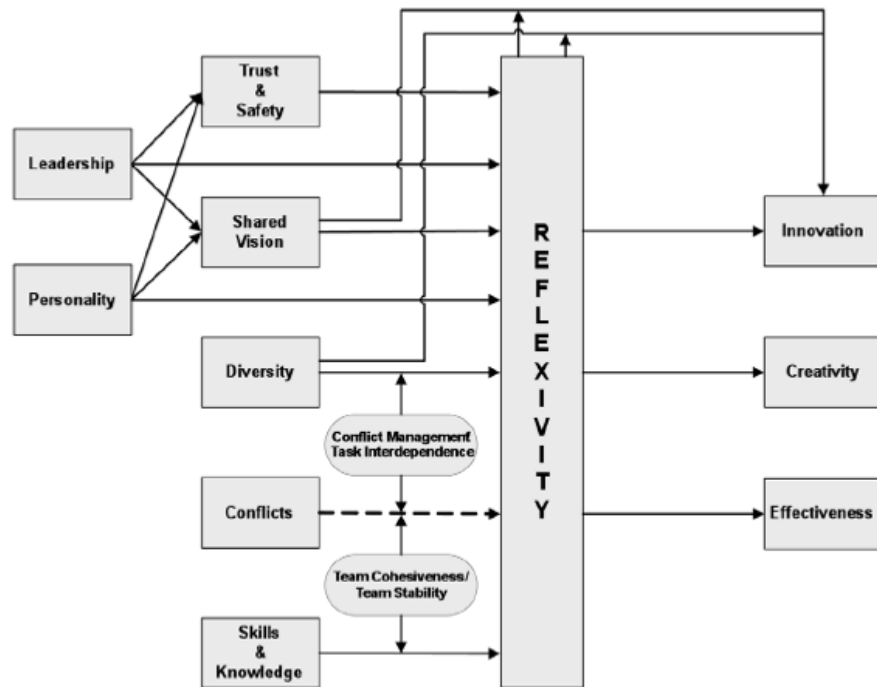 Trust
&
Safety
Leadership
Shared
Vision
Personality
Diversity
Conflict Management/
Task Interdependence
Conflicts
Team Cohesiveness/
Team Stability
Skills
&
Knowledge
R
E
F
L
E
X
I
V
I
T
Y
Innovation
Creativity
Effectiveness